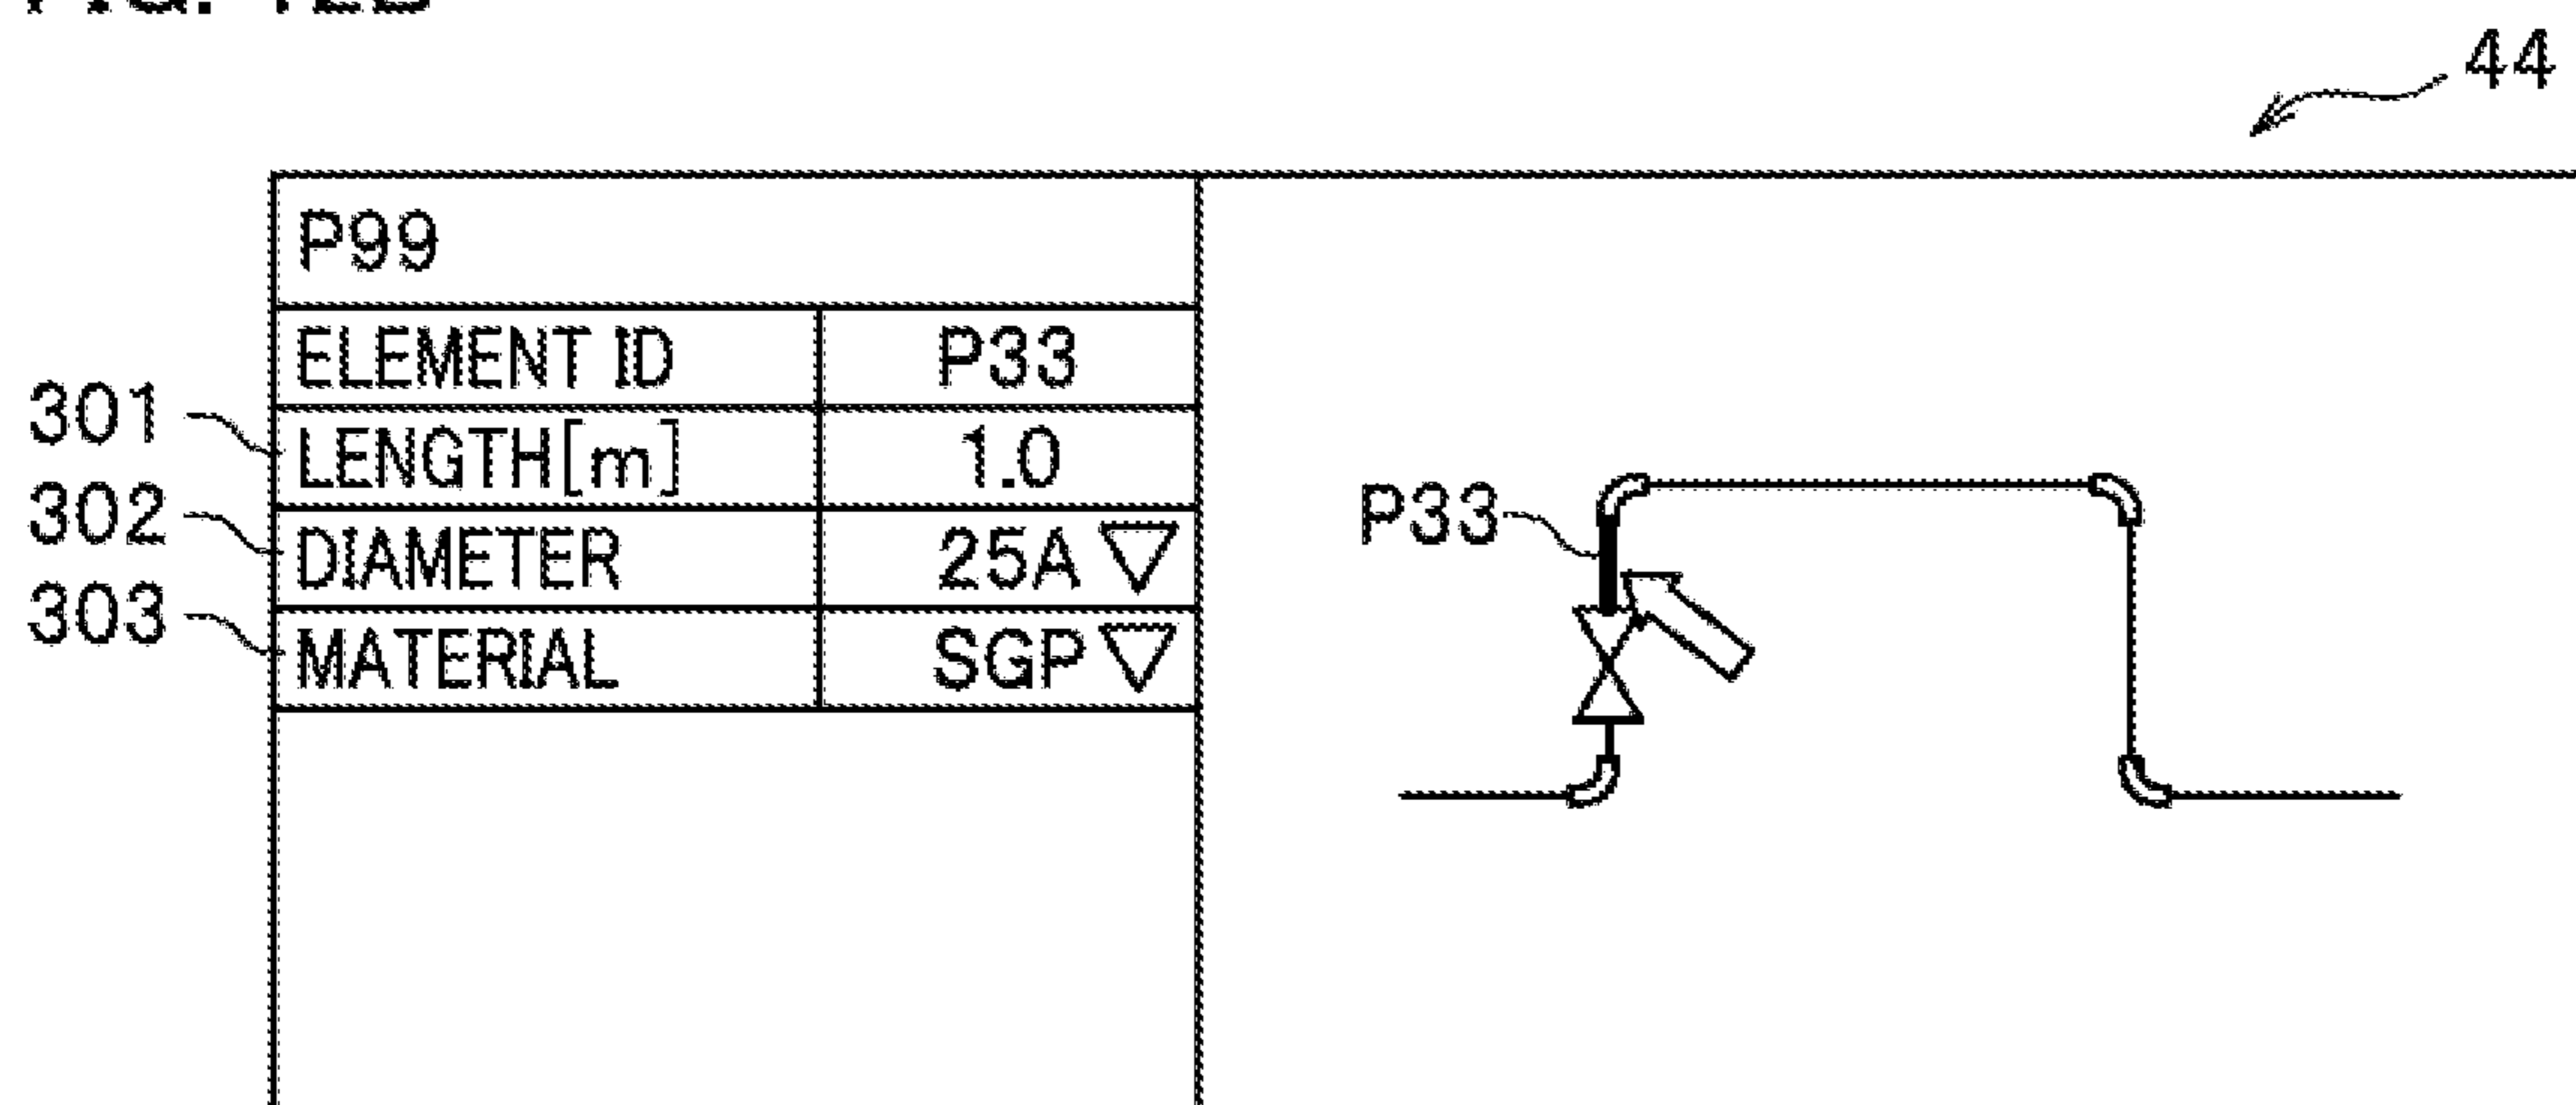 44
P99
ELEMENT ID P33
301 LENGTH[m] 1.0
302 DIAMETER 25A
303 MATERIAL SGP
P33